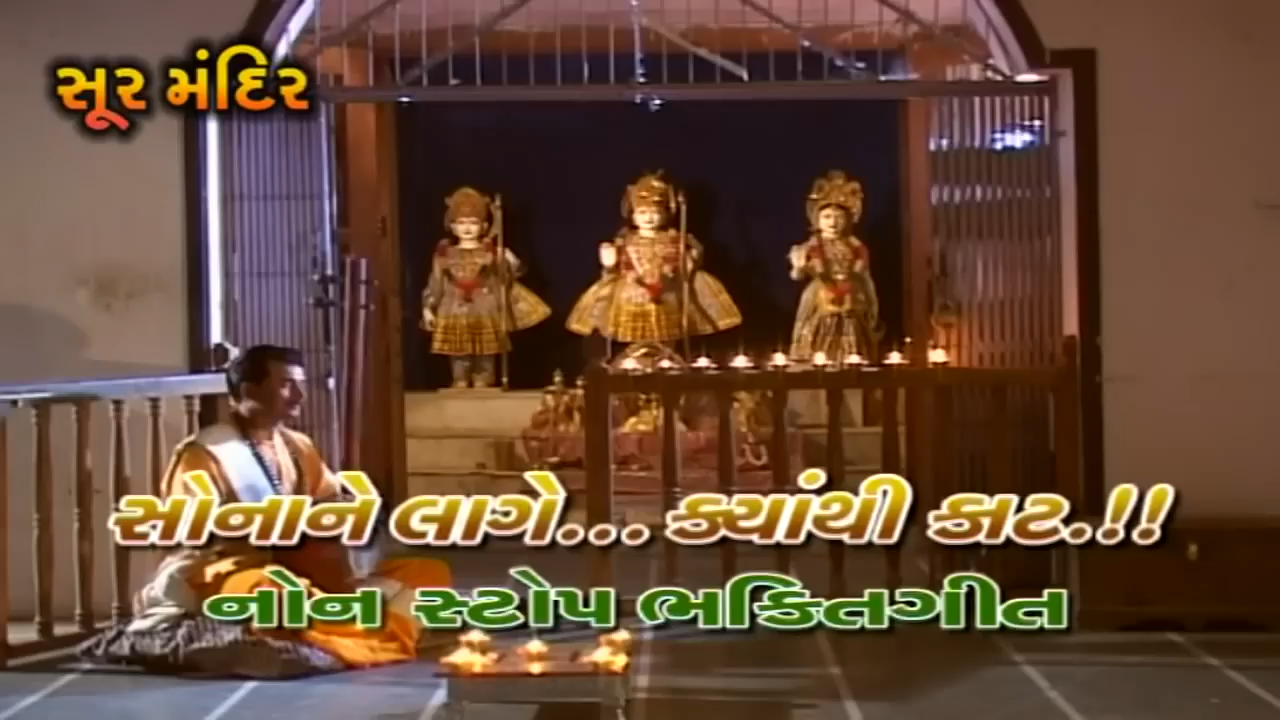 સૂર મંદિર
સોનાને લાગે... ક્યાંથી કાટ.!!
નોન સ્ટોપ ભકિતગીત